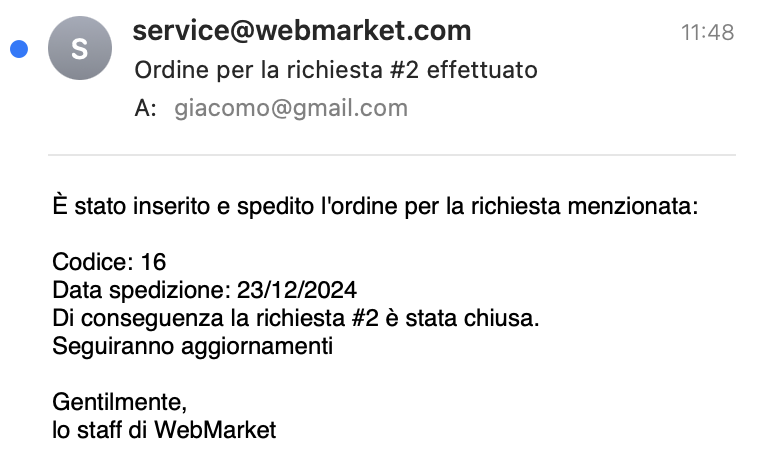 S
service@webmarket.com
11:48
Ordine per la richiesta #2 effettuato
A: giacomo@gmail.com
È stato inserito e spedito l'ordine per la richiesta menzionata:
Codice: 16
Data spedizione: 23/12/2024
Di conseguenza la richiesta #2 è stata chiusa.
Seguiranno aggiornamenti
Gentilmente,
lo staff di WebMarket